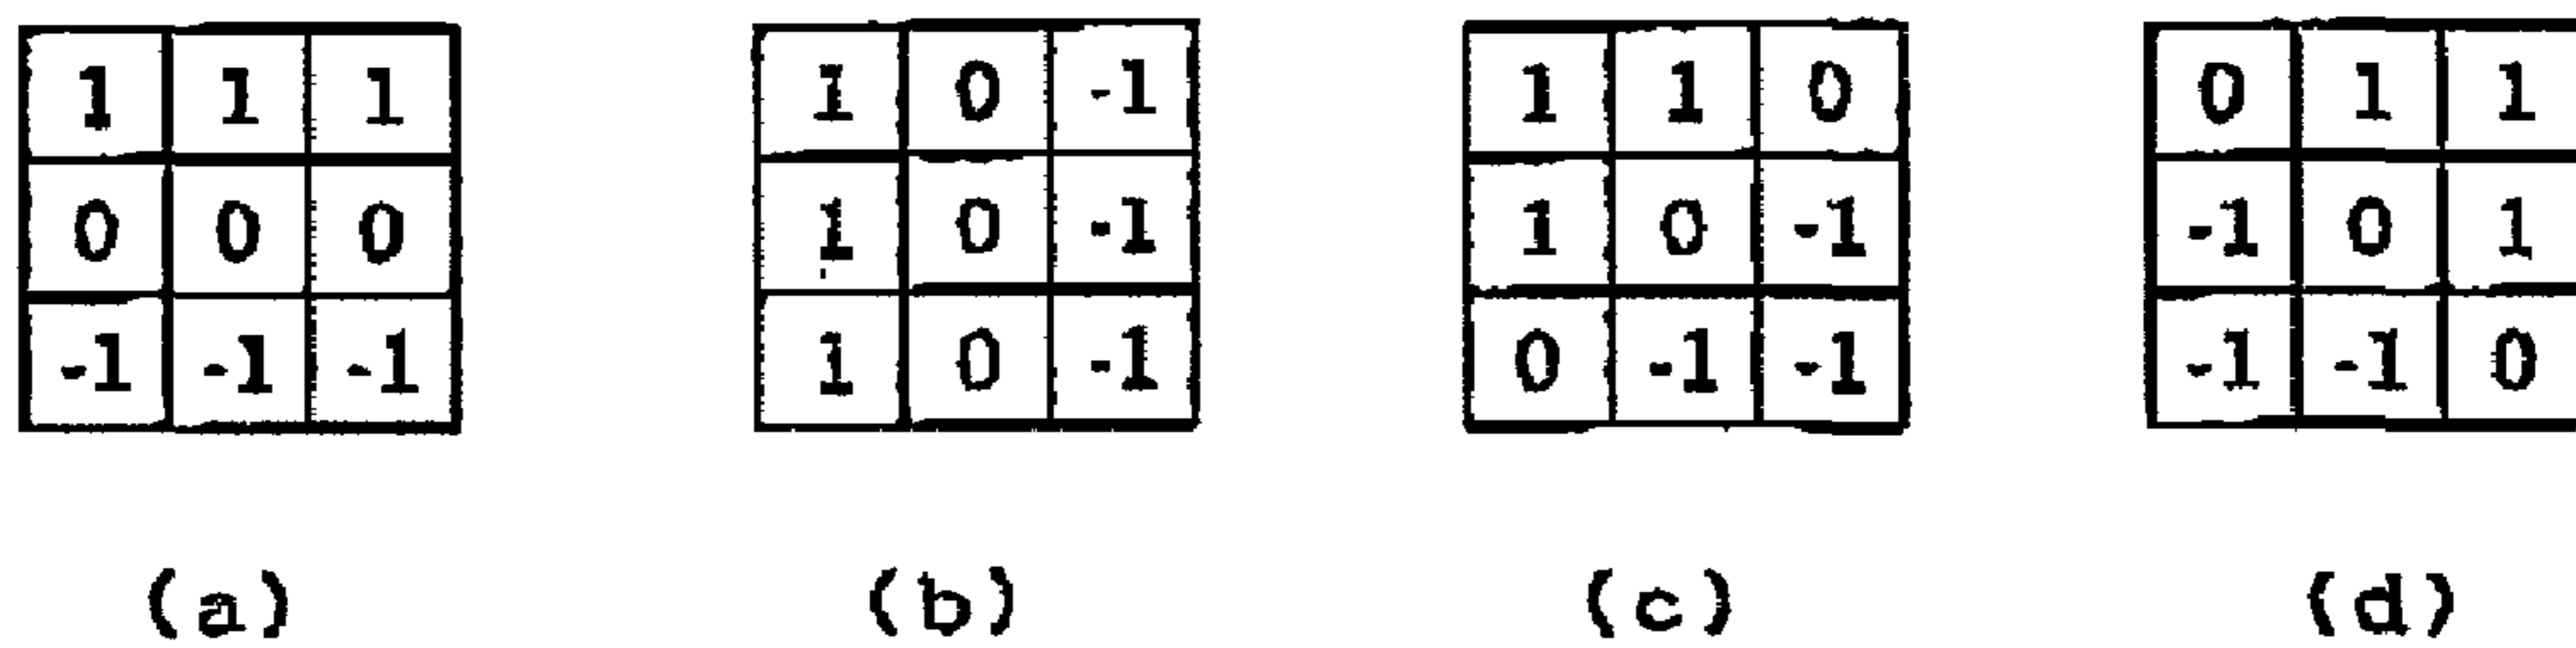 1 1 1 1 0 -1 1 1 0 0 1 1
0 0 0 1 0 -1 1 0 -1 -1 0 1
-1 -1 -1 1 0 -1 0 -1 -1 -1 -1 0
(a) (b) (c) (d)